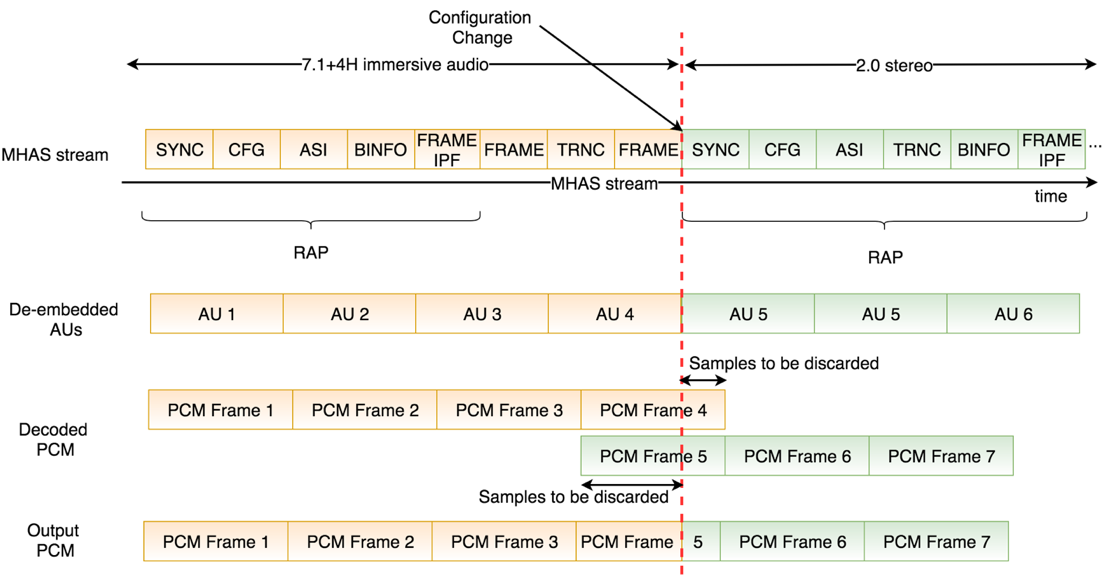 Configuration
Change
7.1+4H immersive audio
2.0 stereo
MHAS stream
SYNC
CFG
ASI
BINFO
FRAME
IPF
FRAME
TRNC
FRAME
SYNC
CFG
ASI
TRNC
BINFO
FRAME
IPF
...
MHAS stream
time
RAP
RAP
De-embedded
AUs
AU 1
AU 2
AU 3
AU 4
AU 5
AU 5
AU 6
Samples to be discarded
Decoded
PCM
PCM Frame 1
PCM Frame 2
PCM Frame 3
PCM Frame 4
PCM Frame 5
PCM Frame 6
PCM Frame 7
Samples to be discarded
Output
PCM
PCM Frame 1
PCM Frame 2
PCM Frame 3
PCM Frame
5
PCM Frame 6
PCM Frame 7